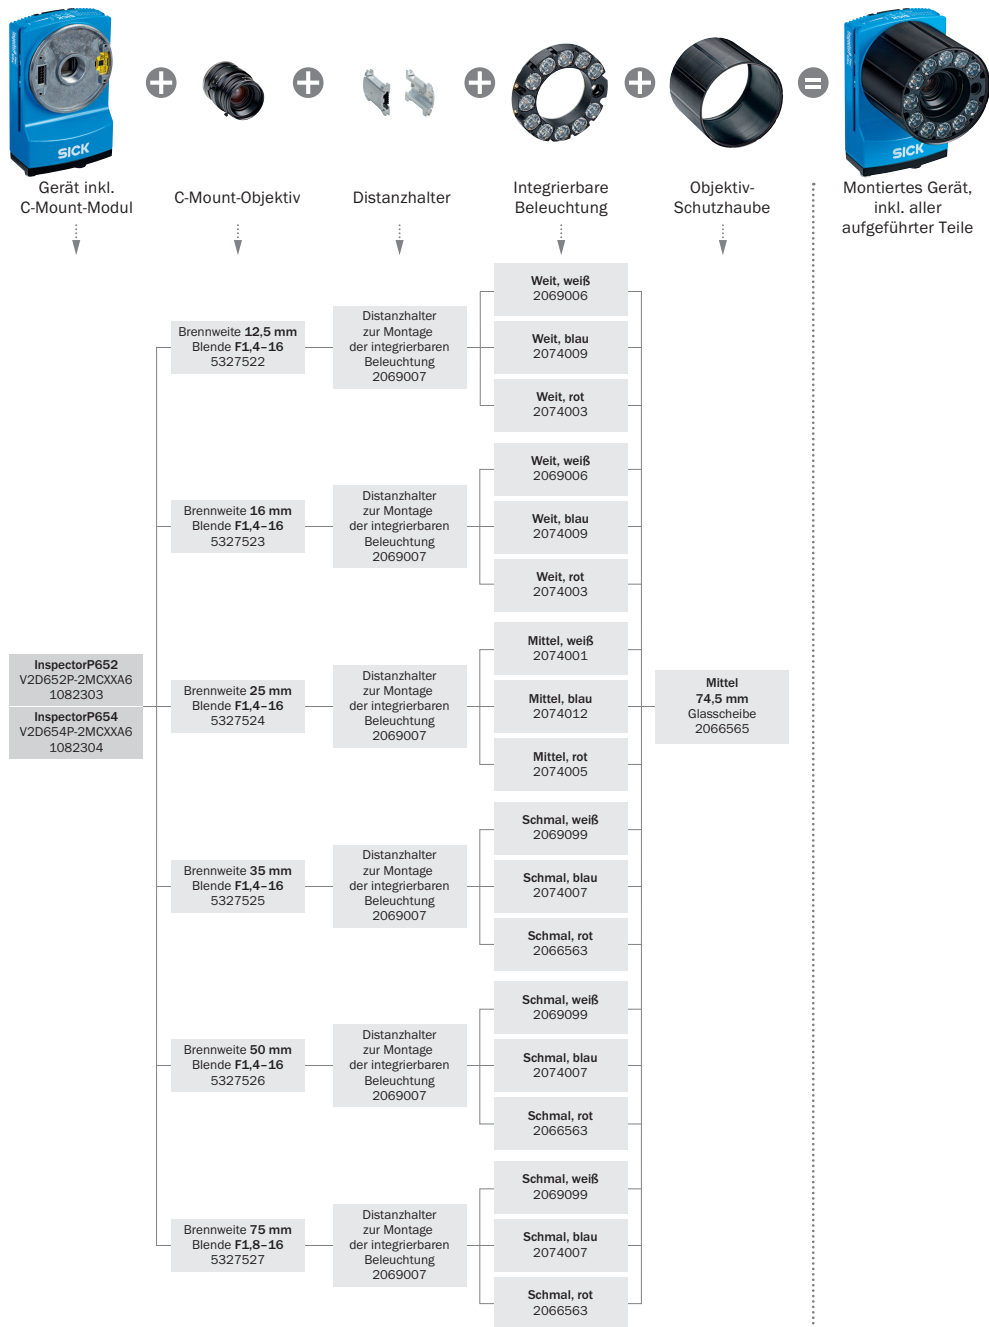 SICK
SICK
Gerät inkl.
C-Mount-Modul
C-Mount-Objektiv
Distanzhalter
Integrierbare
Beleuchtung
Objektiv-
Schutzhaube
Montiertes Gerät,
inkl. aller
aufgeführter Teile
InspectorP652
V2D652P-2MCXXA6
1082303
InspectorP654
V2D654P-2MCXXA6
1082304
Brennweite 12,5 mm
Blende F1,4–16
5327522
Distanzhalter
zur Montage
der integrierbaren
Beleuchtung
2069007
Weit, weiß
2069006
Weit, blau
2074009
Weit, rot
2074003
Brennweite 16 mm
Blende F1,4–16
5327523
Distanzhalter
zur Montage
der integrierbaren
Beleuchtung
2069007
Weit, weiß
2069006
Weit, blau
2074009
Weit, rot
2074003
Brennweite 25 mm
Blende F1,4–16
5327524
Distanzhalter
zur Montage
der integrierbaren
Beleuchtung
2069007
Mittel, weiß
2074001
Mittel, blau
2074012
Mittel, rot
2074005
Brennweite 35 mm
Blende F1,4–16
5327525
Distanzhalter
zur Montage
der integrierbaren
Beleuchtung
2069007
Schmal, weiß
2069099
Schmal, blau
2074007
Schmal, rot
2066563
Brennweite 50 mm
Blende F1,4–16
5327526
Distanzhalter
zur Montage
der integrierbaren
Beleuchtung
2069007
Schmal, weiß
2069099
Schmal, blau
2074007
Schmal, rot
2066563
Brennweite 75 mm
Blende F1,8–16
5327527
Distanzhalter
zur Montage
der integrierbaren
Beleuchtung
2069007
Schmal, weiß
2069099
Schmal, blau
2074007
Schmal, rot
2066563
Mittel
74,5 mm
Glasscheibe
2066565